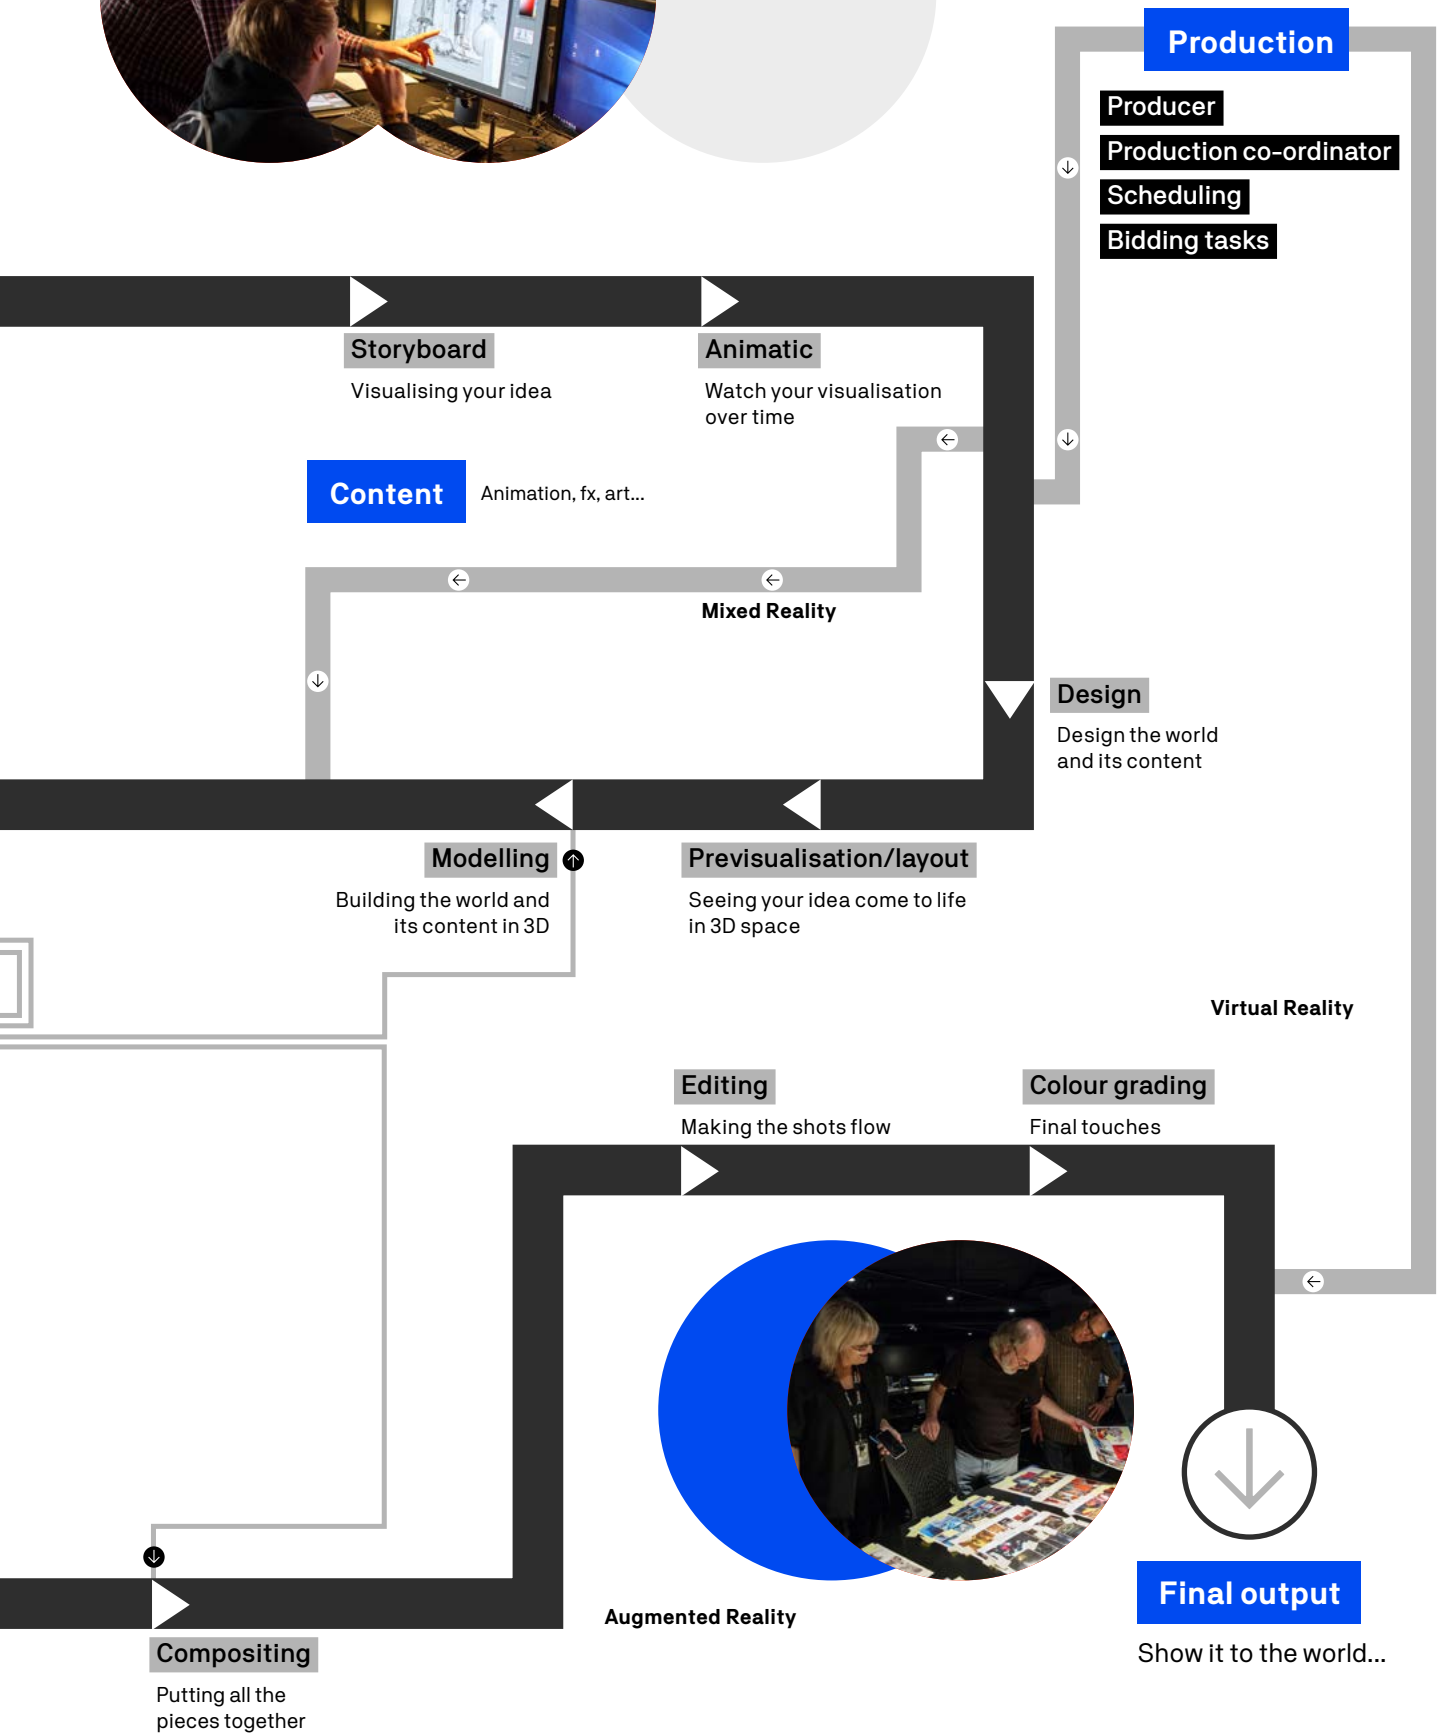 Production
Producer
Production co-ordinator
Scheduling
Bidding tasks
Storyboard
Visualising your idea
Animatic
Watch your visualisation
over time
Content
Animation, fx, art...
Mixed Reality
Design
Design the world
and its content
Modelling
Building the world and
its content in 3D
Previsualisation/layout
Seeing your idea come to life
in 3D space
Virtual Reality
Editing
Making the shots flow
Colour grading
Final touches
Augmented Reality
Final output
Show it to the world...
Compositing
Putting all the
pieces together